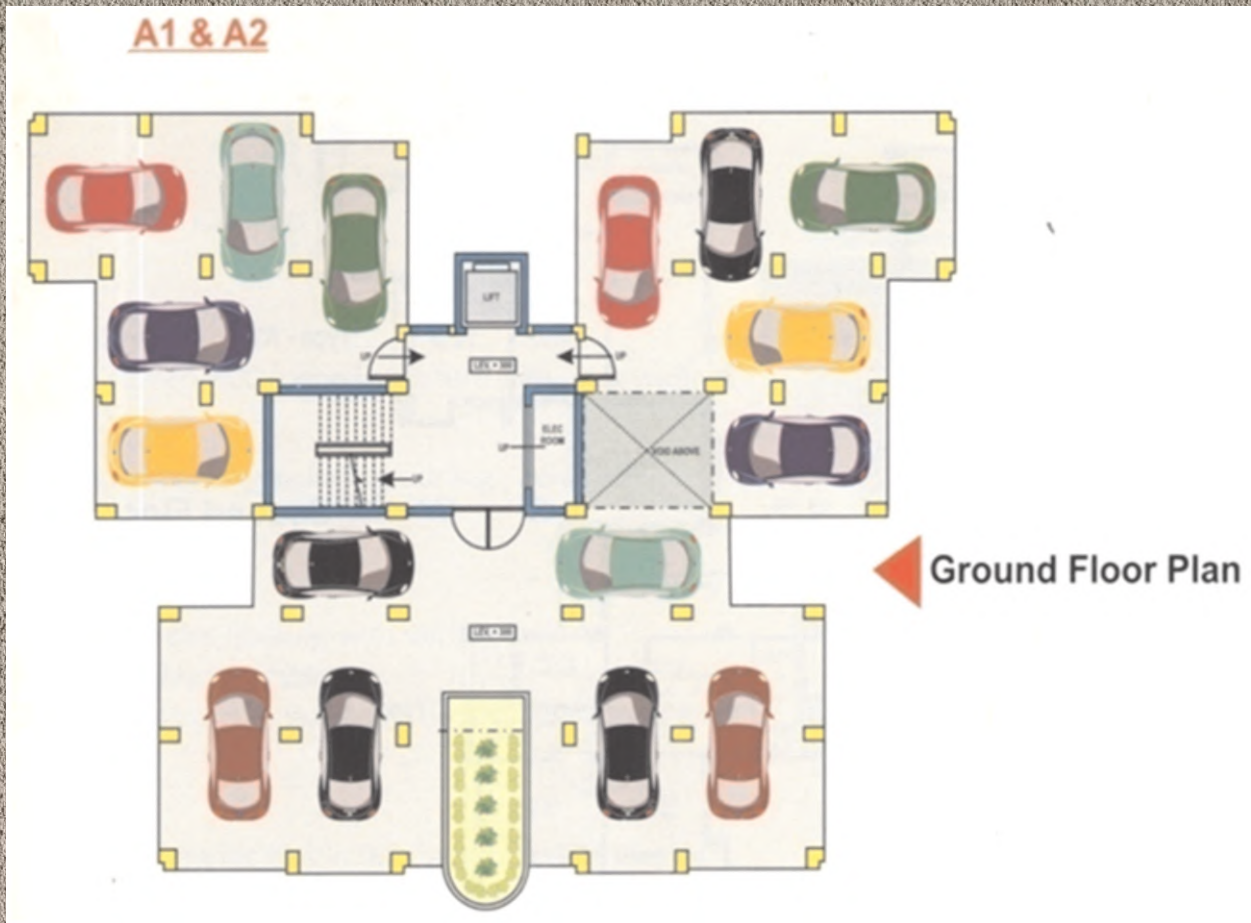 A1 & A2
LIFT
UP
UP
ELEC
ROOM
UP
VOID ABOVE
UP
Ground Floor Plan